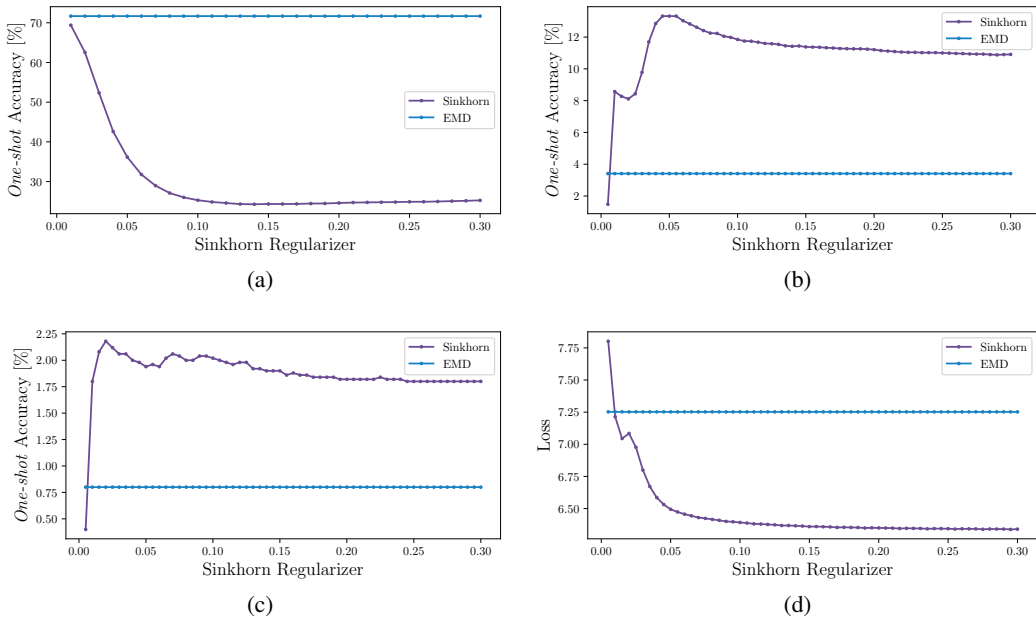 70
60
50
40
30
0.00 0.05 0.10 0.15 0.20 0.25 0.30
One-shot Accuracy [%]
Sinkhorn Regularizer
Sinkhorn
EMD
(a)
12
10
8
6
4
2
0.00 0.05 0.10 0.15 0.20 0.25 0.30
One-shot Accuracy [%]
Sinkhorn Regularizer
Sinkhorn
EMD
(b)
2.25
2.00
1.75
1.50
1.25
1.00
0.75
0.50
0.00 0.05 0.10 0.15 0.20 0.25 0.30
One-shot Accuracy [%]
Sinkhorn Regularizer
Sinkhorn
EMD
(c)
7.75
7.50
7.25
7.00
6.75
6.50
0.00 0.05 0.10 0.15 0.20 0.25 0.30
Loss
Sinkhorn Regularizer
Sinkhorn
EMD
(d)